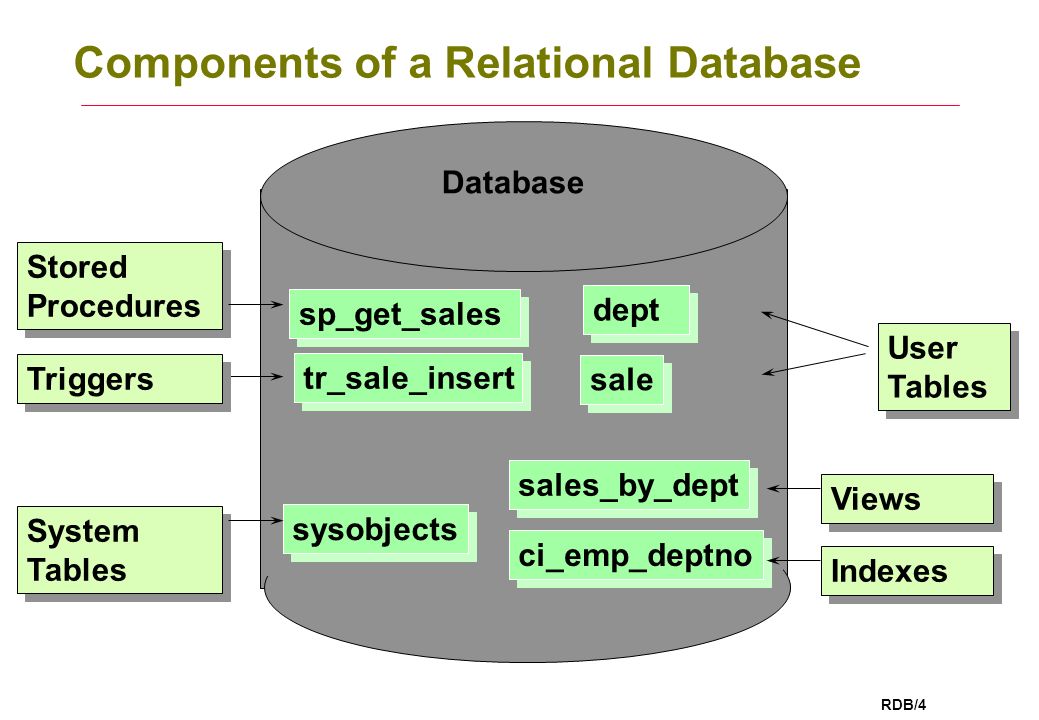 Components of a Relational Database
Database
Stored
Procedures
sp_get_sales
dept
User
Tables
Triggers
tr_sale_insert
sale
sales_by_dept
Views
System
Tables
sysobjects
ci_emp_deptno
Indexes
RDB/4